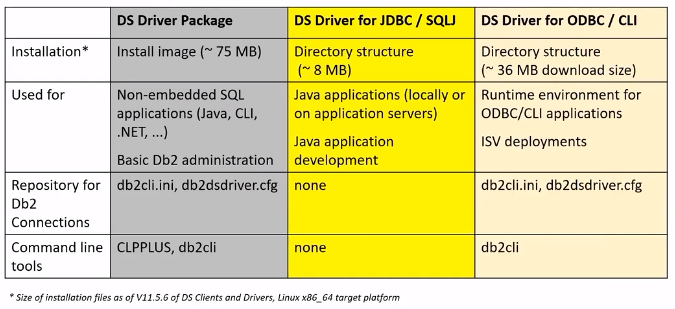 DS Driver Package DS Driver for JDBC / SQLJ DS Driver for ODBC / CLI
Installation* Install image (~ 75 MB) Directory structure Directory structure
(~ 8 MB) (~ 36 MB download size)
Used for Non-embedded SQL Java applications (locally or Runtime environment for
applications (Java, CLI, on application servers) ODBC/CLI applications
.NET, ...) Java application ISV deployments
Basic Db2 administration development
Repository for db2cli.ini, db2dsdriver.cfg none db2cli.ini, db2dsdriver.cfg
Db2
Connections
Command line CLPPLUS, db2cli none db2cli
tools
* Size of installation files as of V11.5.6 of DS Clients and Drivers, Linux x86_64 target platform